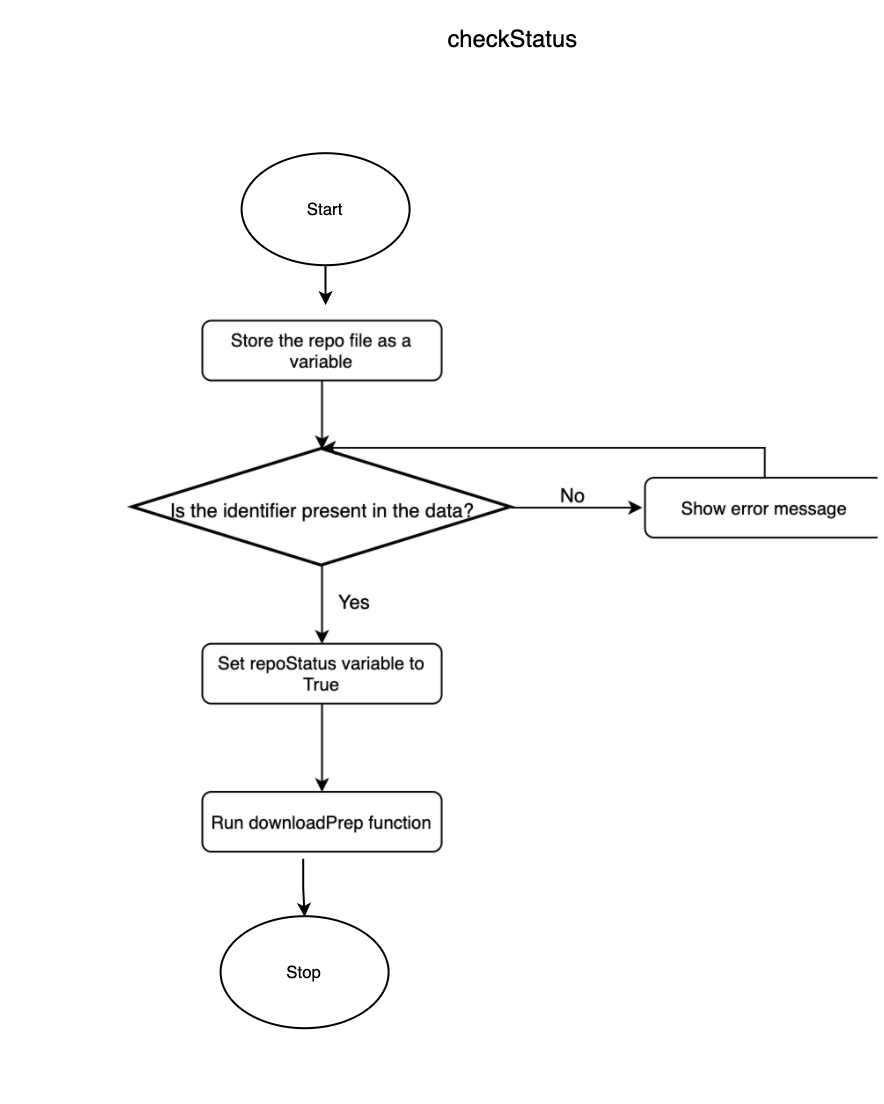 checkStatus
Start
Store the repo file as a
variable
Is the identifier present in the data?
No
Show error message
Yes
Set repoStatus variable to
True
Run downloadPrep function
Stop